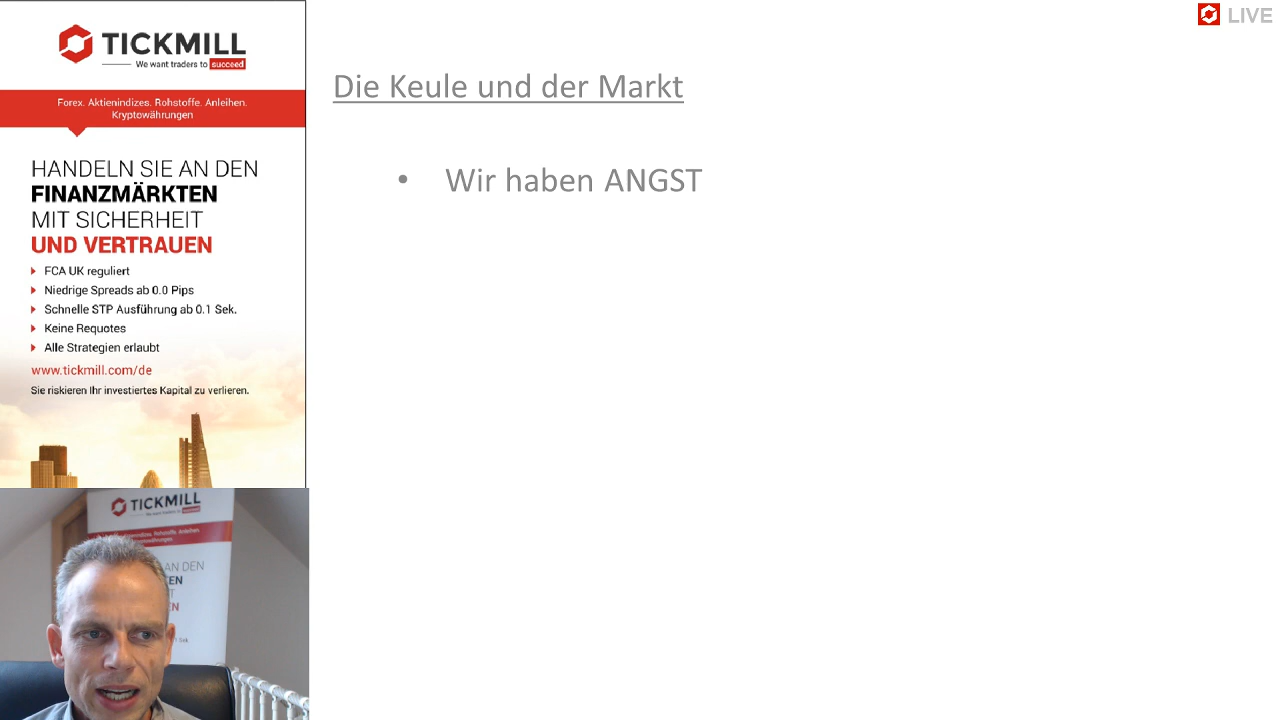 TICKMILL
We want traders to succeed
Forex. Aktienindizes. Rohstoffe. Anleihen.
Kryptowährungen
HANDELN SIE AN DEN
FINANZMÄRKTEN
MIT SICHERHEIT
UND VERTRAUEN
FCA UK reguliert
Niedrige Spreads ab 0.0 Pips
Schnelle STP Ausführung ab 0.1 Sek.
Keine Requotes
Alle Strategien erlaubt
www.tickmill.com/de
Sie riskieren Ihr investiertes Kapital zu verlieren.
LIVE
Die Keule und der Markt
• Wir haben ANGST
TICKMILL
We want traders to succeed
AN DEN